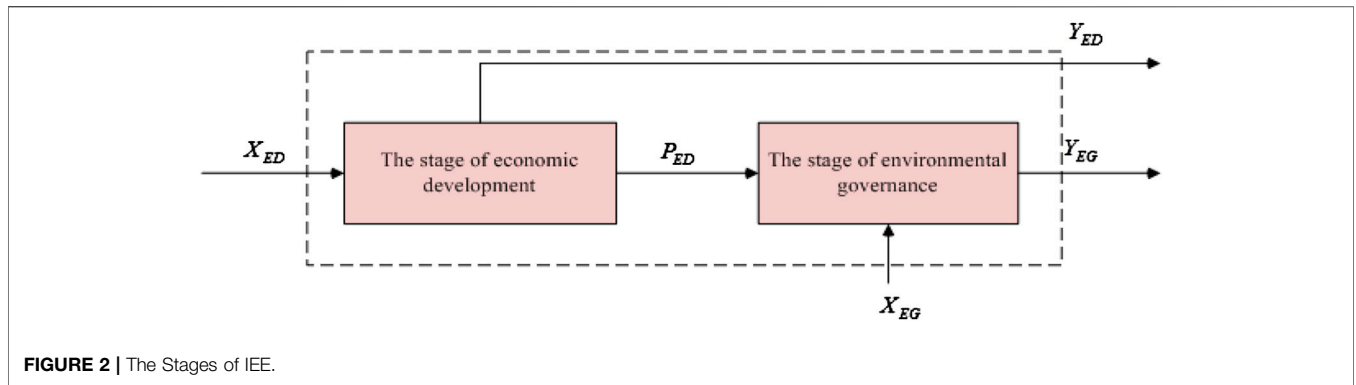 Y_ED
X_ED
The stage of economic
development
P_ED
The stage of environmental
governance
Y_EG
X_EG
FIGURE 2 | The Stages of IEE.